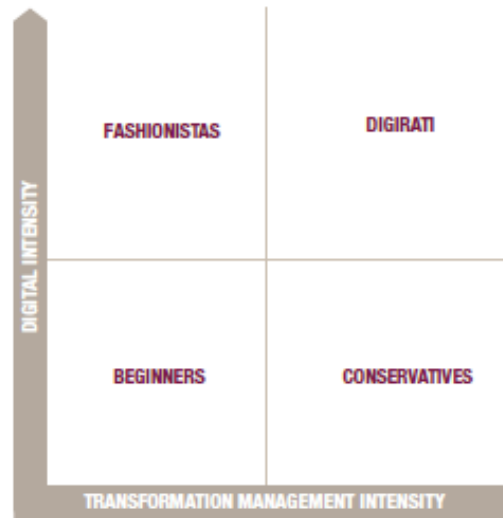 FASHIONISTAS
DIGIRATI
DIGITAL INTENSITY
BEGINNERS
CONSERVATIVES
TRANSFORMATION MANAGEMENT INTENSITY